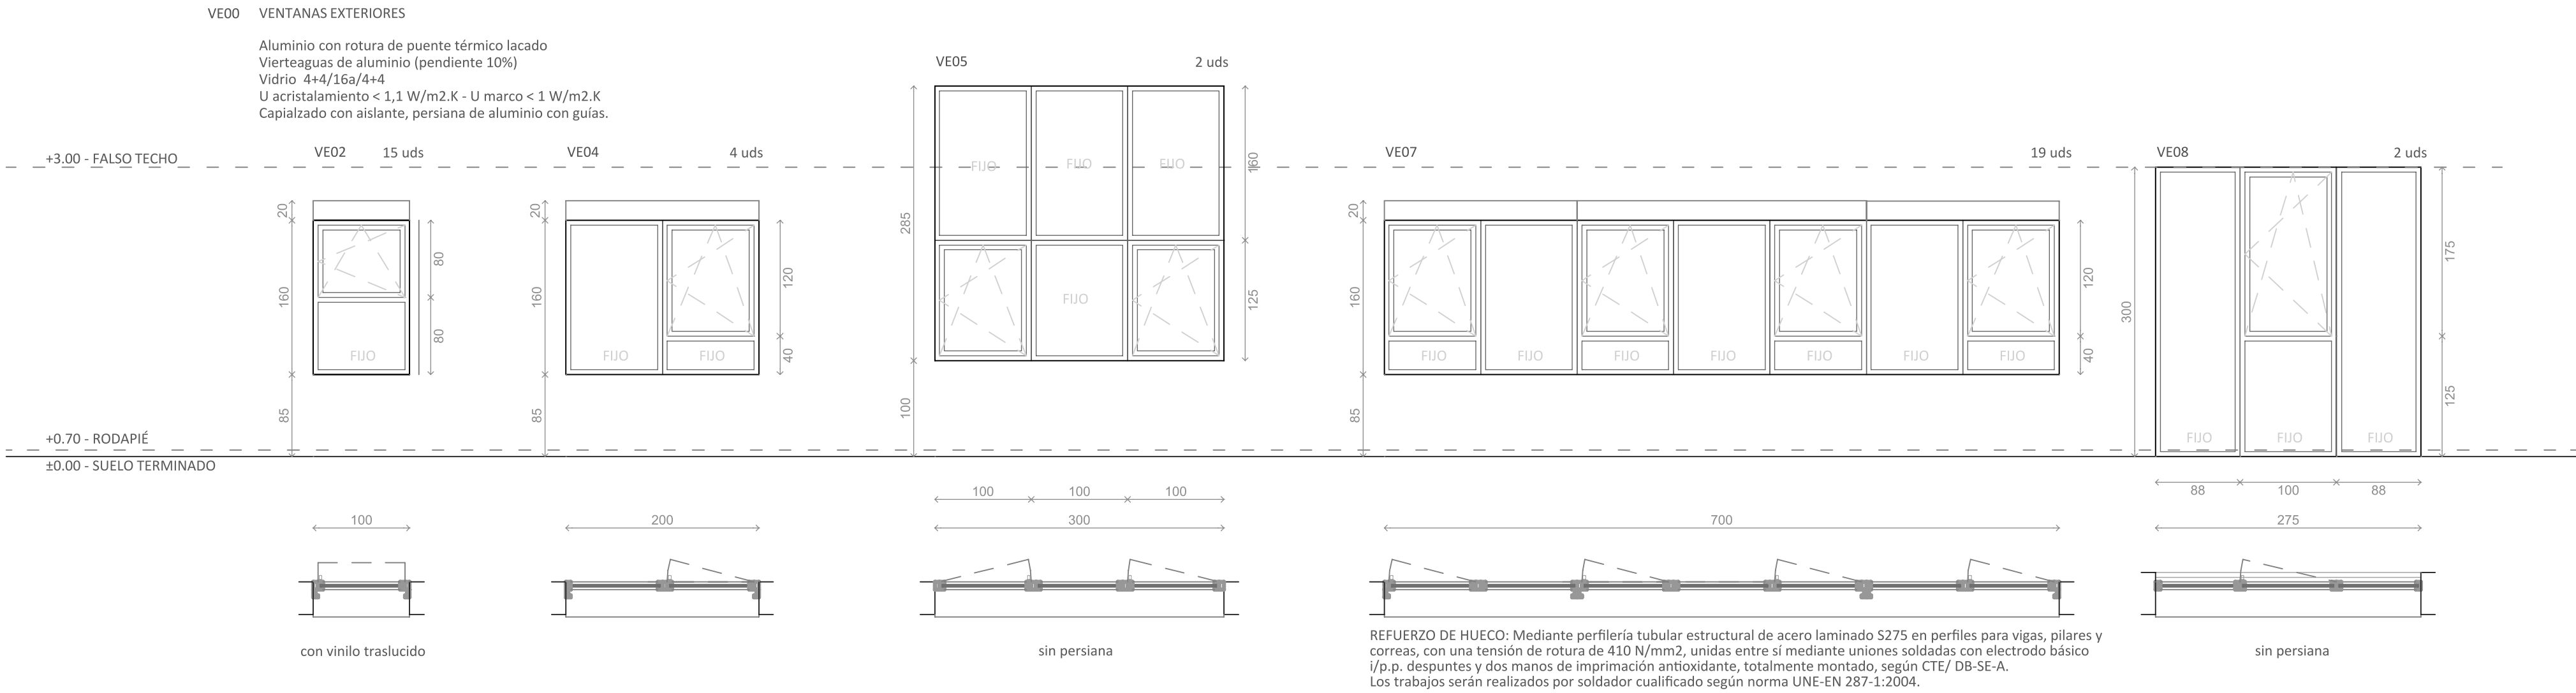 VE00 VENTANAS EXTERIORES
Aluminio con rotura de puente térmico lacado
Vierteaguas de aluminio (pendiente 10%)
Vidrio 4+4/16a/4+4
U acristalamiento < 1,1 W/m2.K - U marco < 1 W/m2.K
Capialzado con aislante, persiana de aluminio con guías.
+3.00 - FALSO TECHO
+0.70 - RODAPIÉ
±0.00 - SUELO TERMINADO
VE02 15 uds
20
160
85
80
80
FIJO
100
con vinilo traslucido
VE04 4 uds
20
160
85
120
40
FIJO FIJO
200
VE05 2 uds
285
100
160
125
FIJO FIJO FIJO
FIJO
100 100 100
300
sin persiana
VE07 19 uds
20
160
85
120
40
FIJO FIJO FIJO FIJO FIJO FIJO FIJO
700
REFUERZO DE HUECO: Mediante perfilería tubular estructural de acero laminado S275 en perfiles para vigas, pilares y
correas, con una tensión de rotura de 410 N/mm2, unidas entre sí mediante uniones soldadas con electrodo básico
i/p.p. despuntes y dos manos de imprimación antioxidante, totalmente montado, según CTE/ DB-SE-A.
Los trabajos serán realizados por soldador cualificado según norma UNE-EN 287-1:2004.
VE08 2 uds
300
175
125
FIJO FIJO FIJO
88 100 88
275
sin persiana